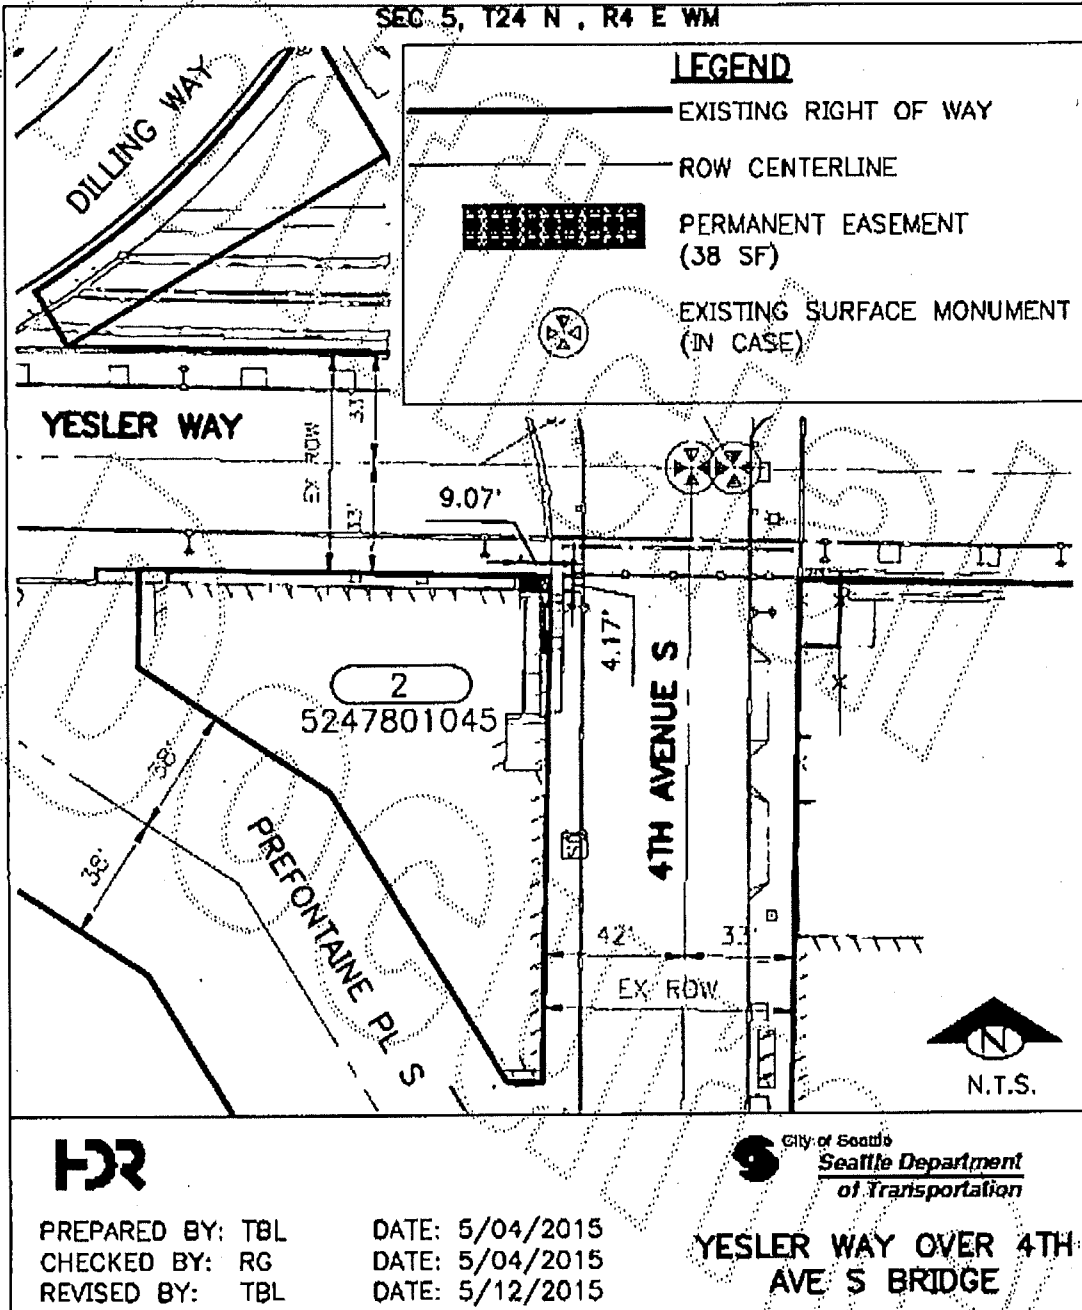 SEC 5, T24 N , R4 E WM
LEGEND
EXISTING RIGHT OF WAY
ROW CENTERLINE
PERMANENT EASEMENT
(38 SF)
EXISTING SURFACE MONUMENT
(IN CASE)
DILLING WAY
YESLER WAY
EX ROW
33'
33'
9.07'
4.17'
2
5247801045
4TH AVENUE S
38'
38'
PREFONTAINE PL S
42'
33'
EX ROW
N
N.T.S.
HDR
City of Seattle
Seattle Department
of Transportation
PREPARED BY: TBL DATE: 5/04/2015
CHECKED BY: RG DATE: 5/04/2015
REVISED BY: TBL DATE: 5/12/2015
YESLER WAY OVER 4TH
AVE S BRIDGE